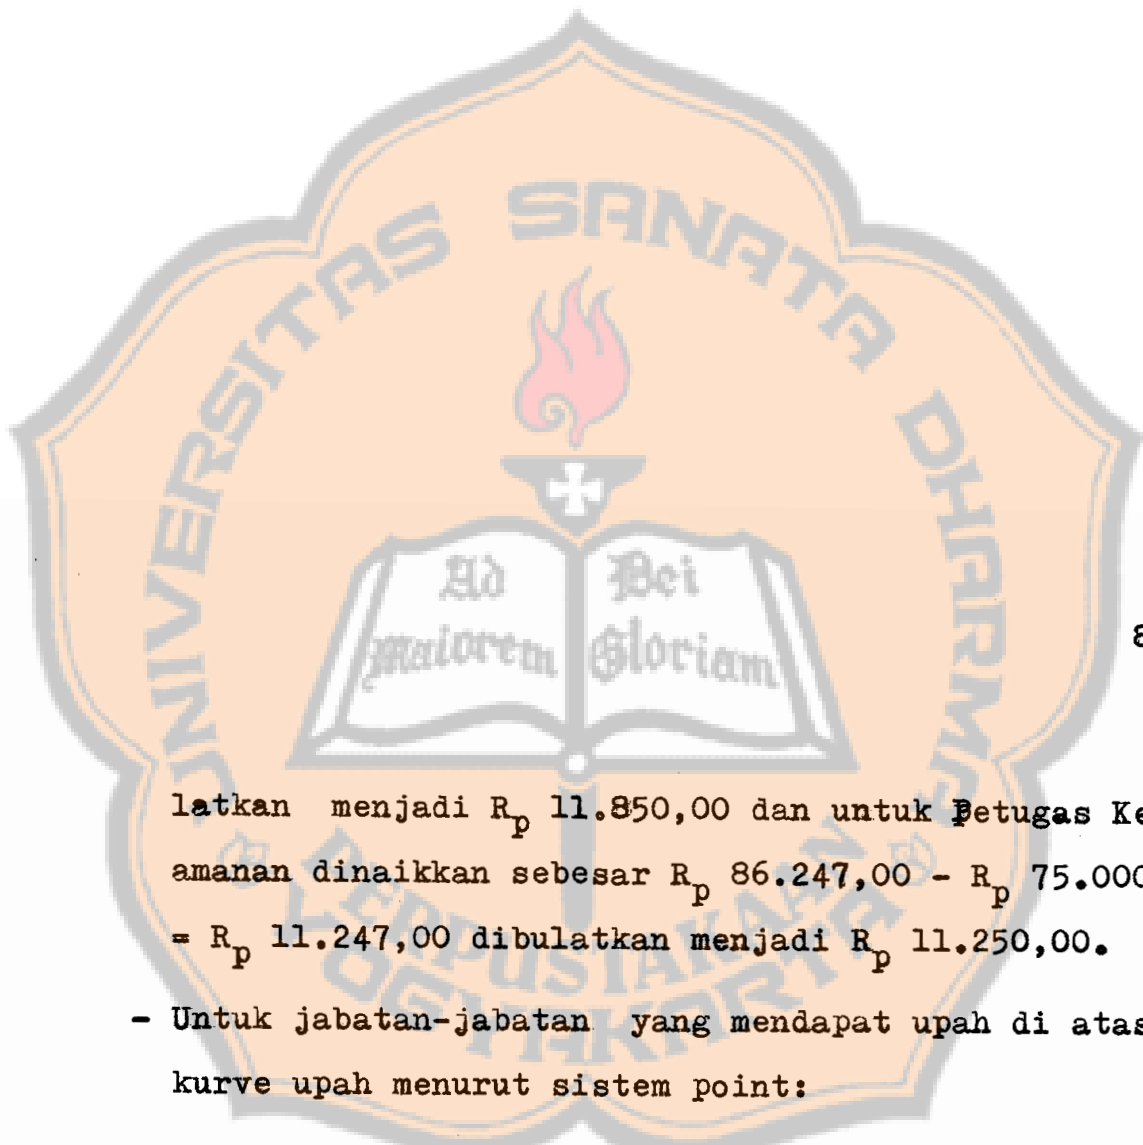 UNIVERSITAS SANATA DHARMA
Ad Dei
Maiorem Gloriam
latkan menjadi Rp 11.850,00 dan untuk Petugas Ke
amanan dinaikkan sebesar Rp 86.247,00 - Rp 75.000
= Rp 11.247,00 dibulatkan menjadi Rp 11.250,00.
- Untuk jabatan-jabatan yang mendapat upah di atas
kurve upah menurut sistem point:
PERPUSTAKAAN
YOGYAKARTA